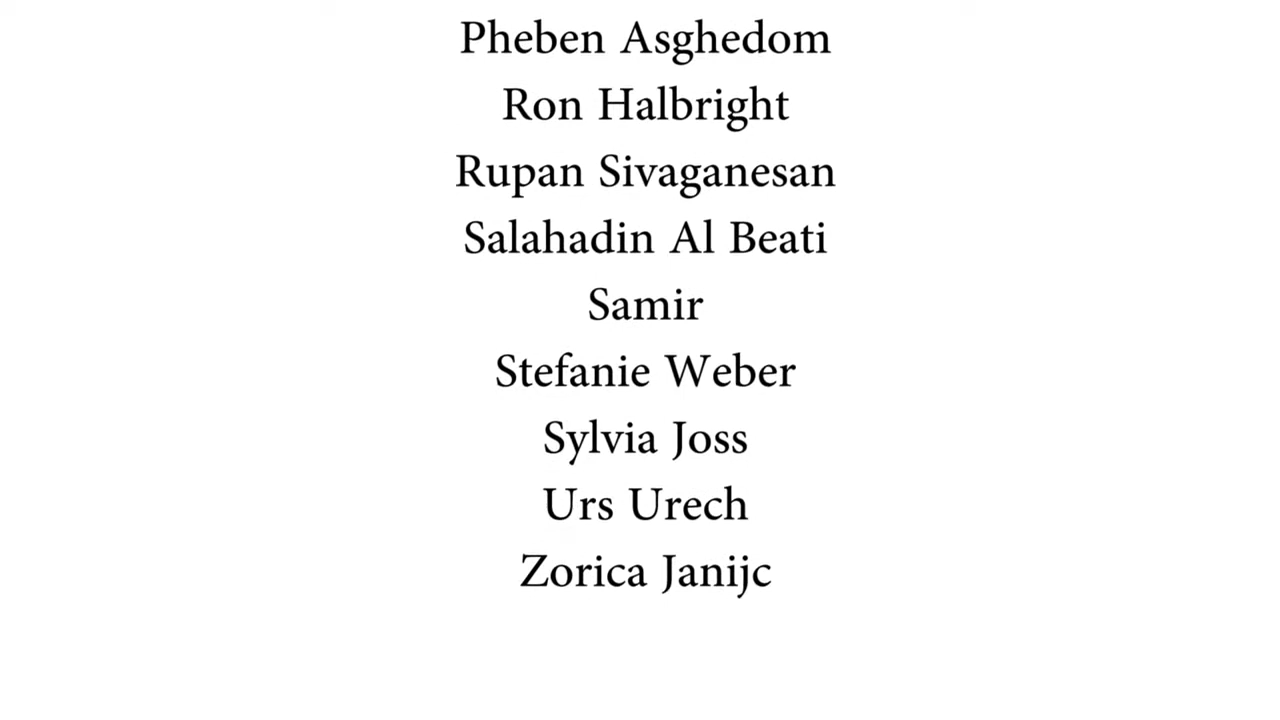 Pheben Asghedom
Ron Halbright
Rupan Sivaganesan
Salahadin Al Beati
Samir
Stefanie Weber
Sylvia Joss
Urs Urech
Zorica Janijc